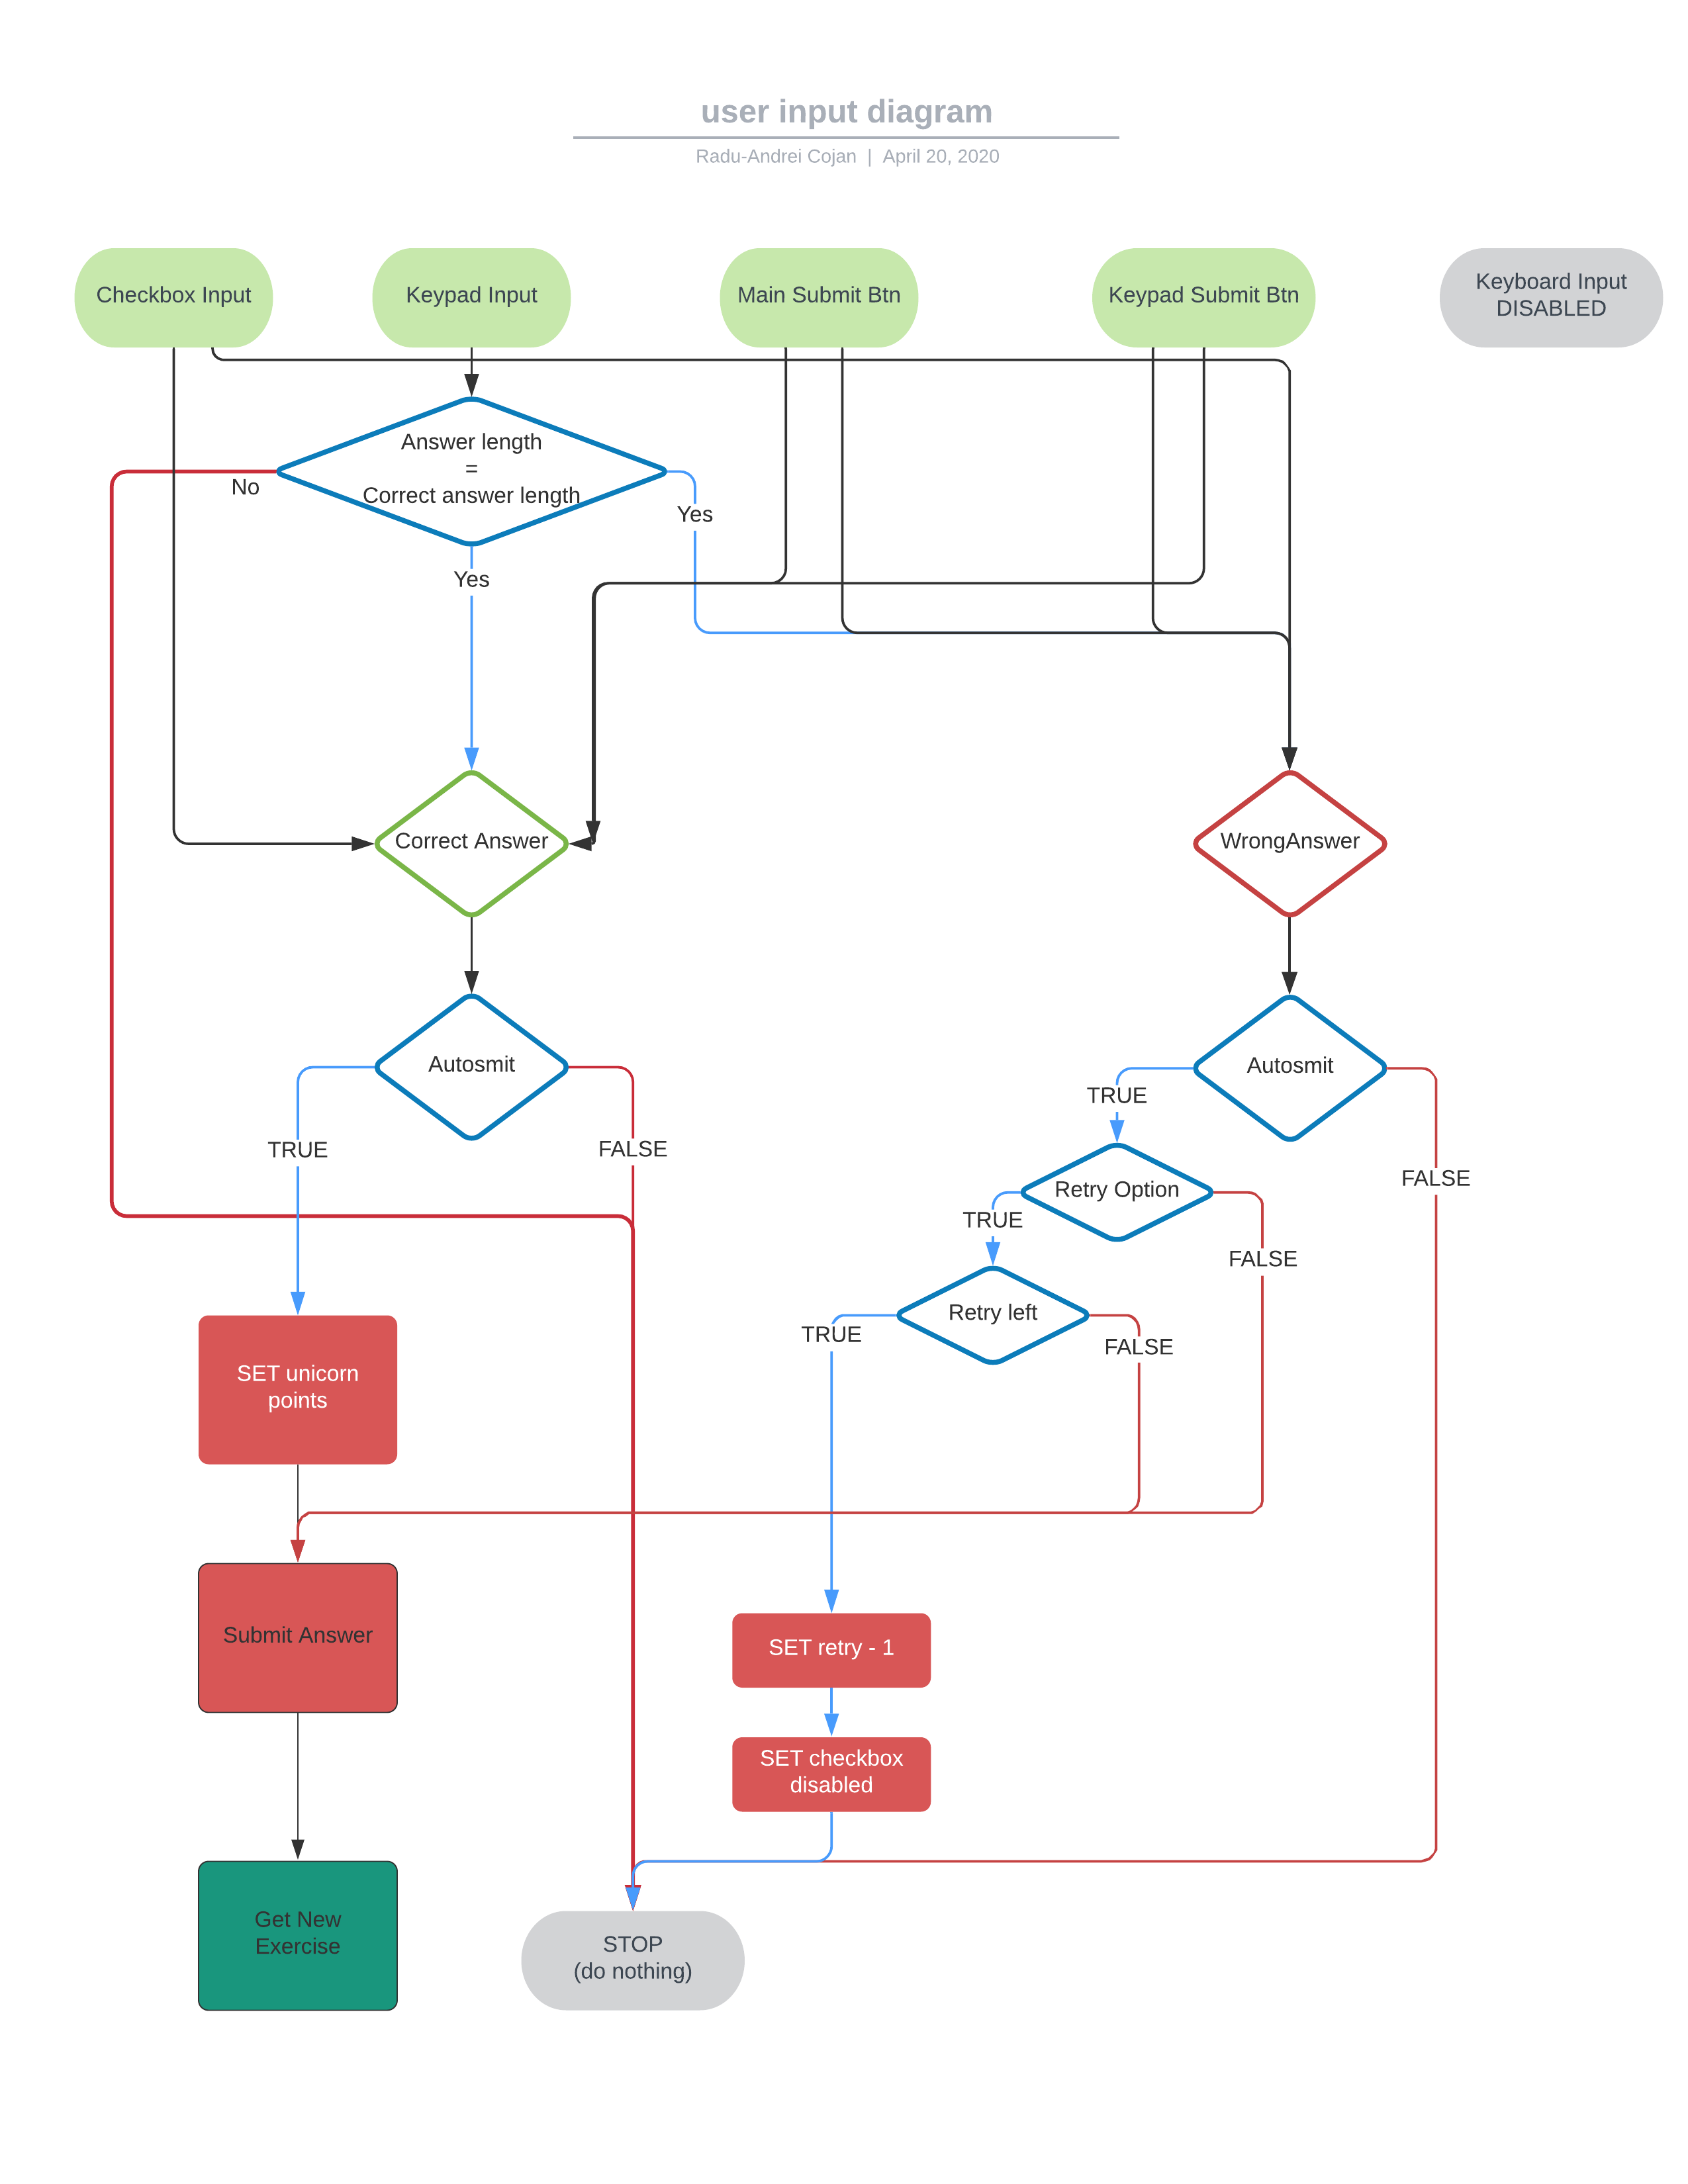 user input diagram
Radu-Andrei Cojan | April 20, 2020
Checkbox Input
Keypad Input
Main Submit Btn
Keypad Submit Btn
Keyboard Input
DISABLED
Answer length
=
Correct answer length
No
Yes
Yes
Correct Answer
WrongAnswer
Autosmit
Autosmit
TRUE
TRUE
FALSE
FALSE
Retry Option
TRUE
FALSE
Retry left
TRUE
FALSE
SET unicorn
points
Submit Answer
SET retry - 1
SET checkbox
disabled
Get New
Exercise
STOP
(do nothing)